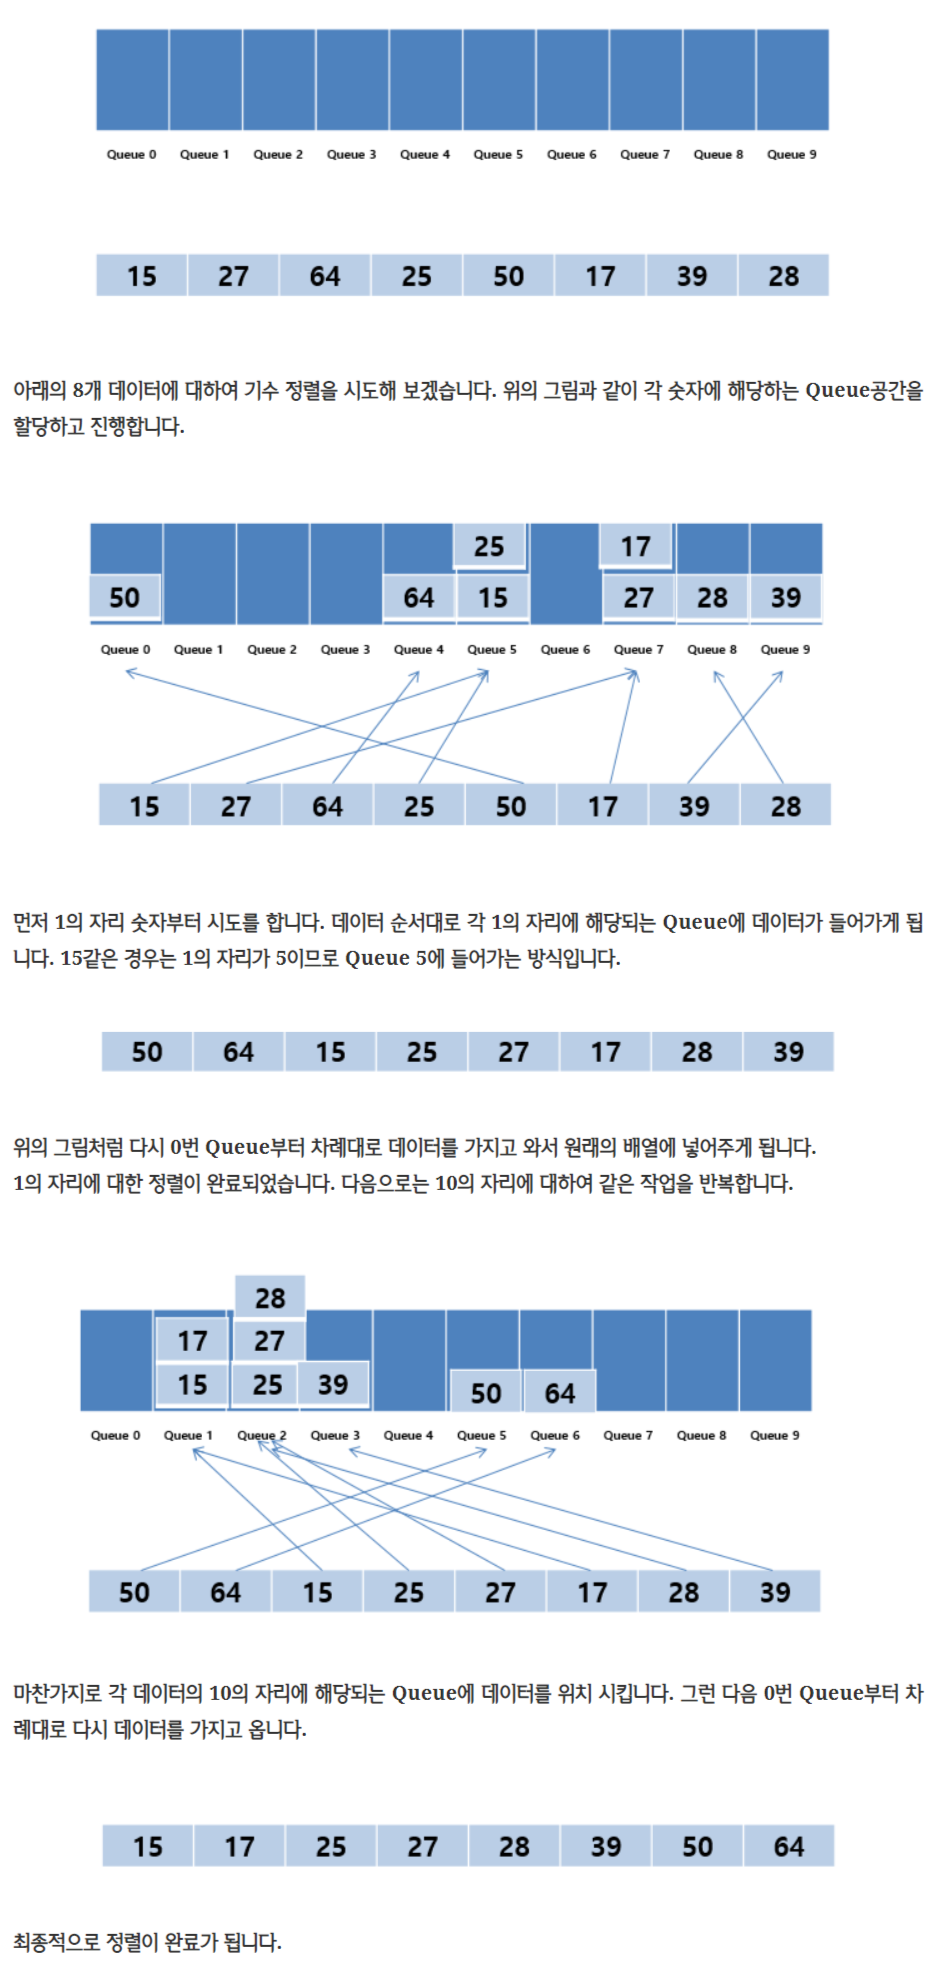 Queue 0 Queue 1 Queue 2 Queue 3 Queue 4 Queue 5 Queue 6 Queue 7 Queue 8 Queue 9
15 27 64 25 50 17 39 28
아래의 8개 데이터에 대하여 기수 정렬을 시도해 보겠습니다. 위의 그림과 같이 각 숫자에 해당하는 Queue공간을
할당하고 진행합니다.
25 17
50 64 15 27 28 39
Queue 0 Queue 1 Queue 2 Queue 3 Queue 4 Queue 5 Queue 6 Queue 7 Queue 8 Queue 9
15 27 64 25 50 17 39 28
먼저 1의 자리 숫자부터 시도를 합니다. 데이터 순서대로 각 1의 자리에 해당되는 Queue에 데이터가 들어가게 됩
니다. 15같은 경우는 1의 자리가 5이므로 Queue 5에 들어가는 방식입니다.
50 64 15 25 27 17 28 39
위의 그림처럼 다시 0번 Queue부터 차례대로 데이터를 가지고 와서 원래의 배열에 넣어주게 됩니다.
1의 자리에 대한 정렬이 완료되었습니다. 다음으로는 10의 자리에 대하여 같은 작업을 반복합니다.
28
17 27
15 25 39 50 64
Queue 0 Queue 1 Queue 2 Queue 3 Queue 4 Queue 5 Queue 6 Queue 7 Queue 8 Queue 9
50 64 15 25 27 17 28 39
마찬가지로 각 데이터의 10의 자리에 해당되는 Queue에 데이터를 위치 시킵니다. 그런 다음 0번 Queue부터 차
례대로 다시 데이터를 가지고 옵니다.
15 17 25 27 28 39 50 64
최종적으로 정렬이 완료가 됩니다.